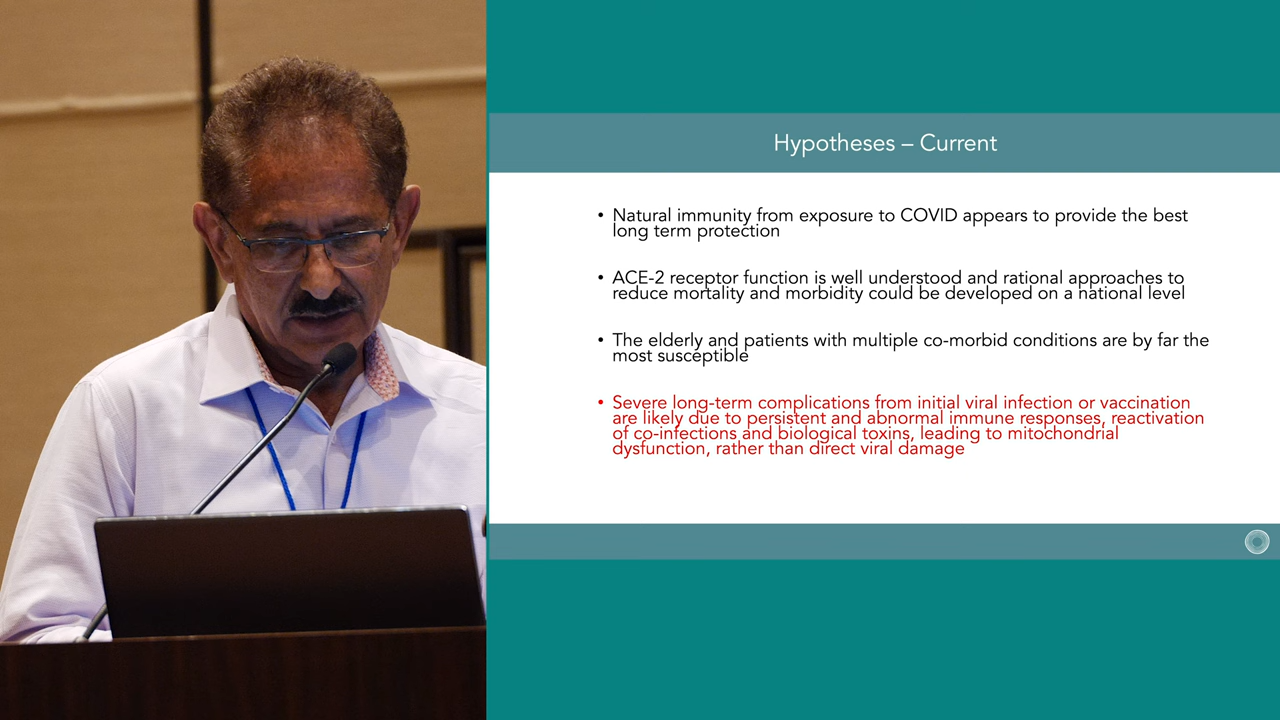 Hypotheses – Current
• Natural immunity from exposure to COVID appears to provide the best
long term protection
• ACE-2 receptor function is well understood and rational approaches to
reduce mortality and morbidity could be developed on a national level
• The elderly and patients with multiple co-morbid conditions are by far the
most susceptible
• Severe long-term complications from initial viral infection or vaccination
are likely due to persistent and abnormal immune responses, reactivation
of co-infections and biological toxins, leading to mitochondrial
dysfunction, rather than direct viral damage